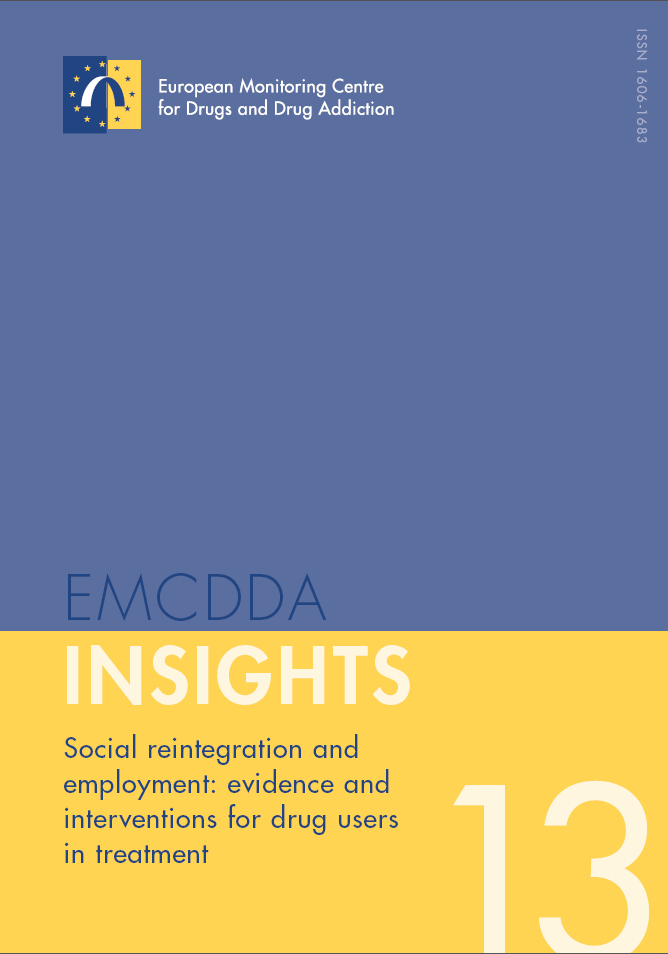 European Monitoring Centre
for Drugs and Drug Addiction
ISSN 1606-1683
EMCDDA
INSIGHTS
Social reintegration and
employment: evidence and
interventions for drug users
in treatment
13